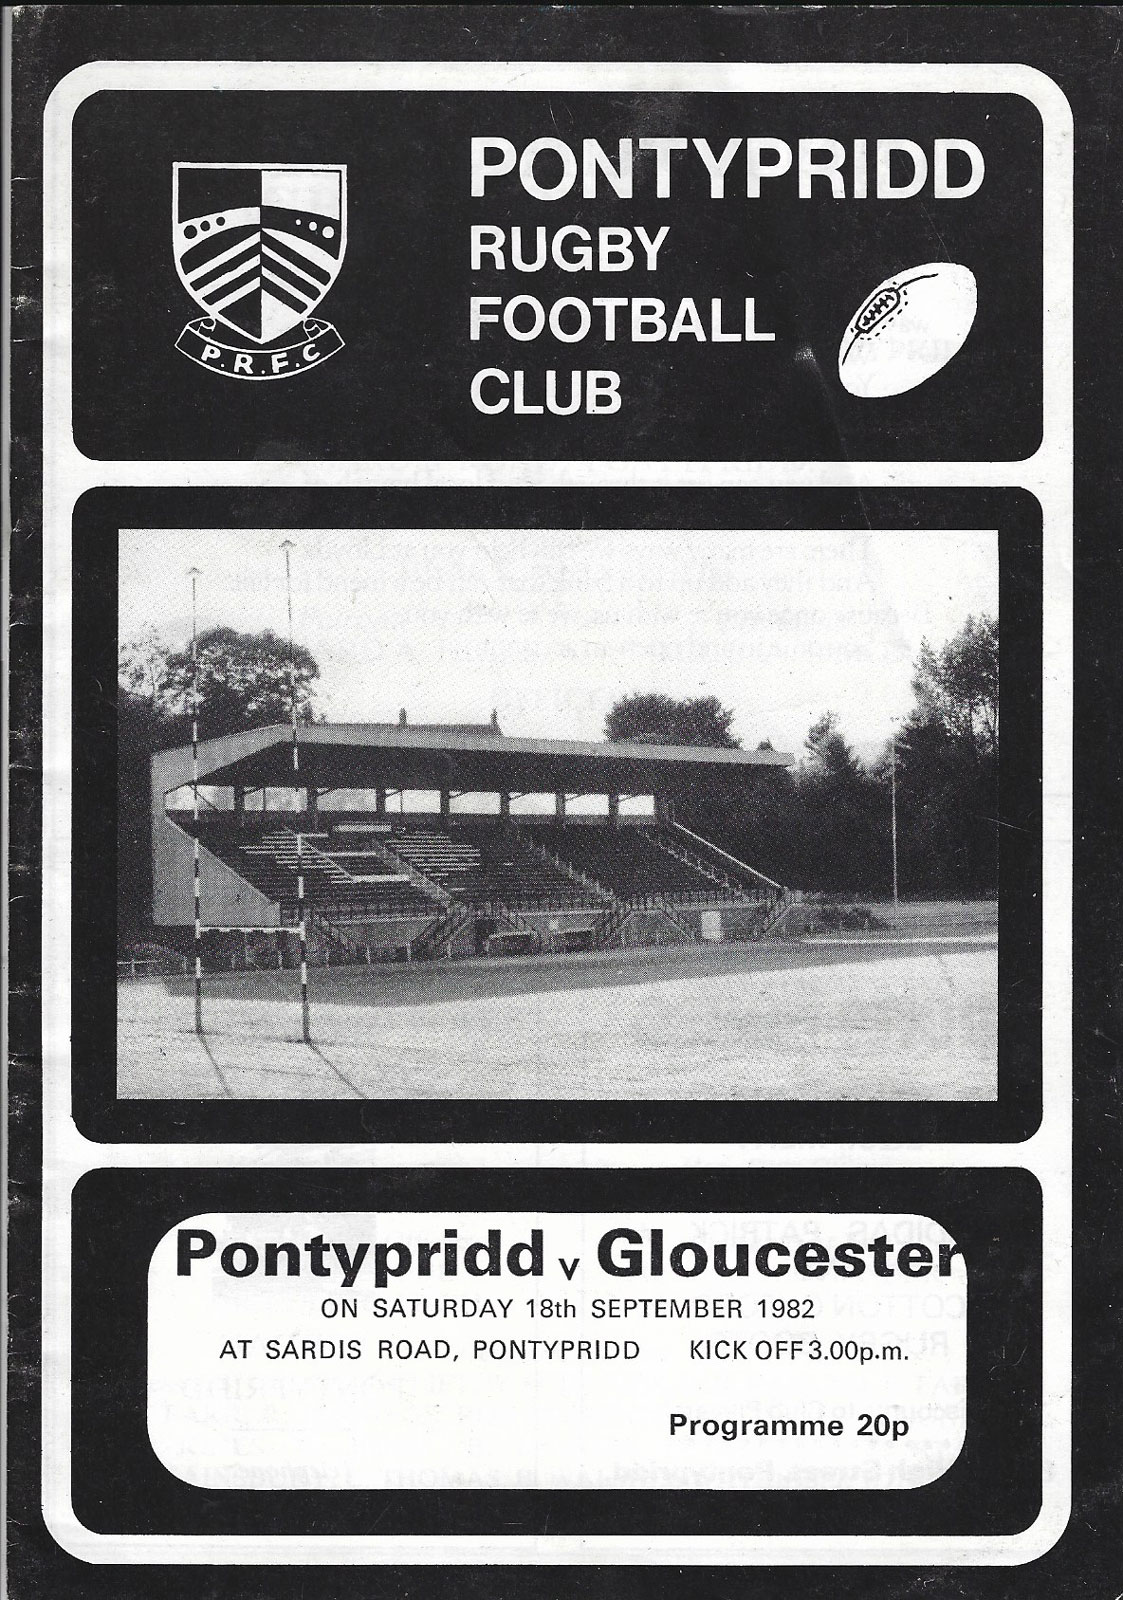 PONTYPRIDD
RUGBY
FOOTBALL
CLUB
P.R.F.C
Pontypridd v Gloucester
ON SATURDAY 18th SEPTEMBER 1982
AT SARDIS ROAD, PONTYPRIDD KICK OFF 3.00p.m.
Programme 20p